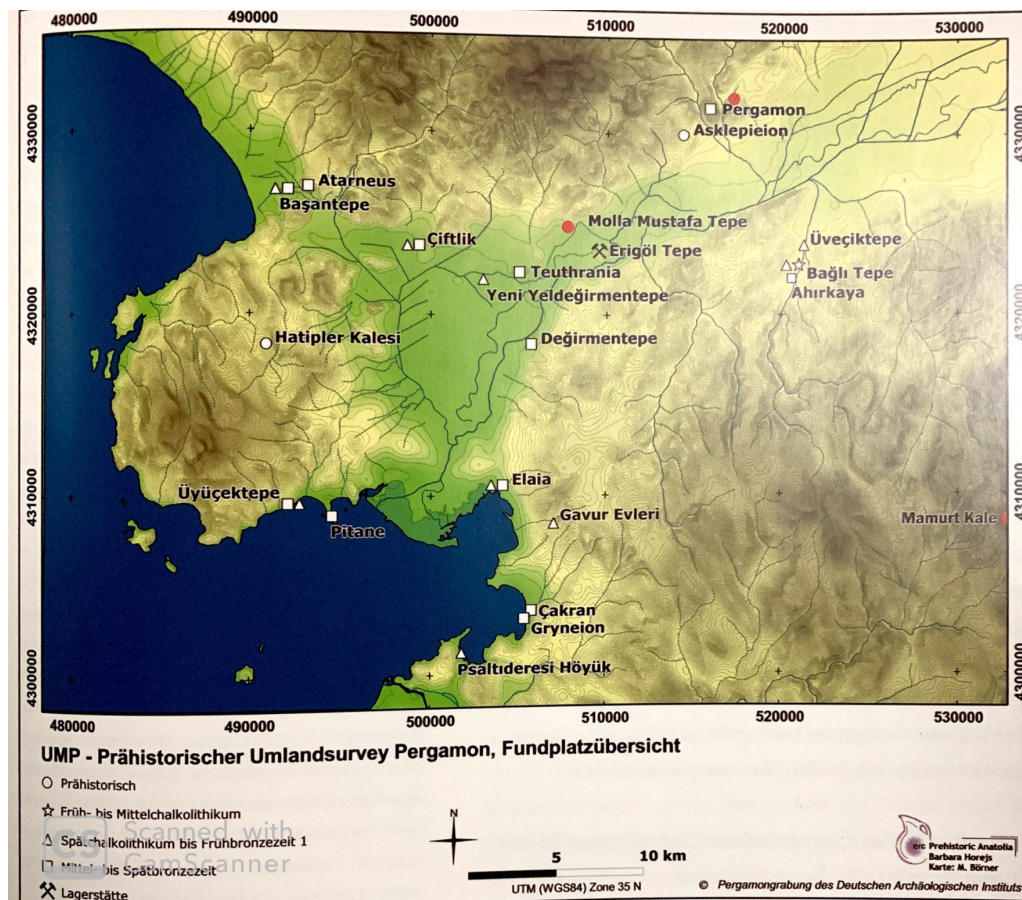 480000 490000 500000 510000 520000 530000
4330000 4330000
Pergamon
Asklepieion
Atarneus
Başantepe
Molla Mustafa Tepe
Çiftlik
Erigöl Tepe
Üveçiktepe
Teuthrania
Bağlı Tepe
Yeni Yeldeğirmentepe
Ahırkaya
4320000 4320000
Hatipler Kalesi
Değirmentepe
Elaia
Üyüçektepe
Gavur Evleri
Mamurt Kale
4310000 4310000
Pitane
Çakran
Gryneion
Psaltıderesi Höyük
4300000 4300000
480000 490000 500000 510000 520000 530000
UMP - Prähistorischer Umlandsurvey Pergamon, Fundplatzübersicht
Prähistorisch
Früh- bis Mittelchalkolithikum
Spätchalkolithikum bis Frühbronzezeit 1
Mittel- bis Spätbronzezeit
Lagerstätte
CS Scanned with
CamScanner
N
5 10 km
UTM (WGS84) Zone 35 N
erc Prehistoric Anatolia
Barbara Horejs
Karte: M. Börner
© Pergamongrabung des Deutschen Archäologischen Instituts